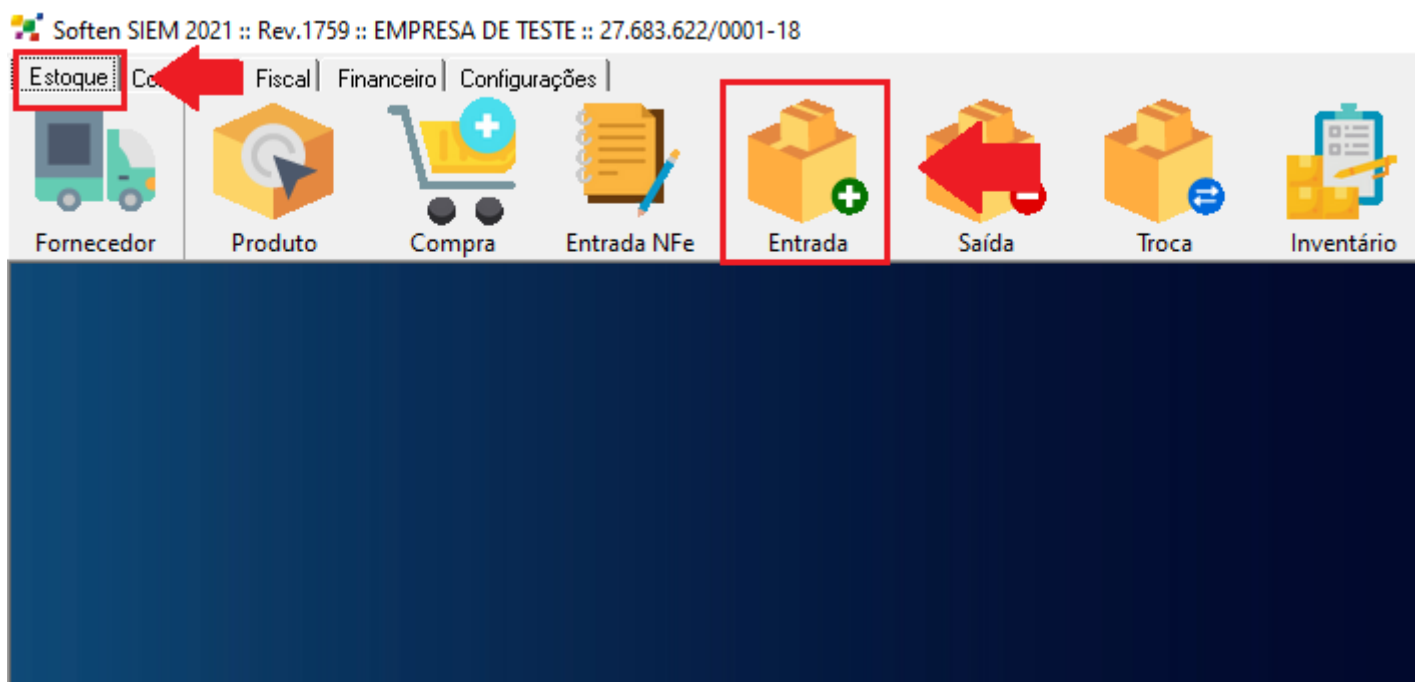 Soften SIEM 2021 :: Rev.1759 :: EMPRESA DE TESTE :: 27.683.622/0001-18
Estoque Fiscal Financeiro Configurações
Fornecedor Produto Compra Entrada NFe Entrada Saída Troca Inventário